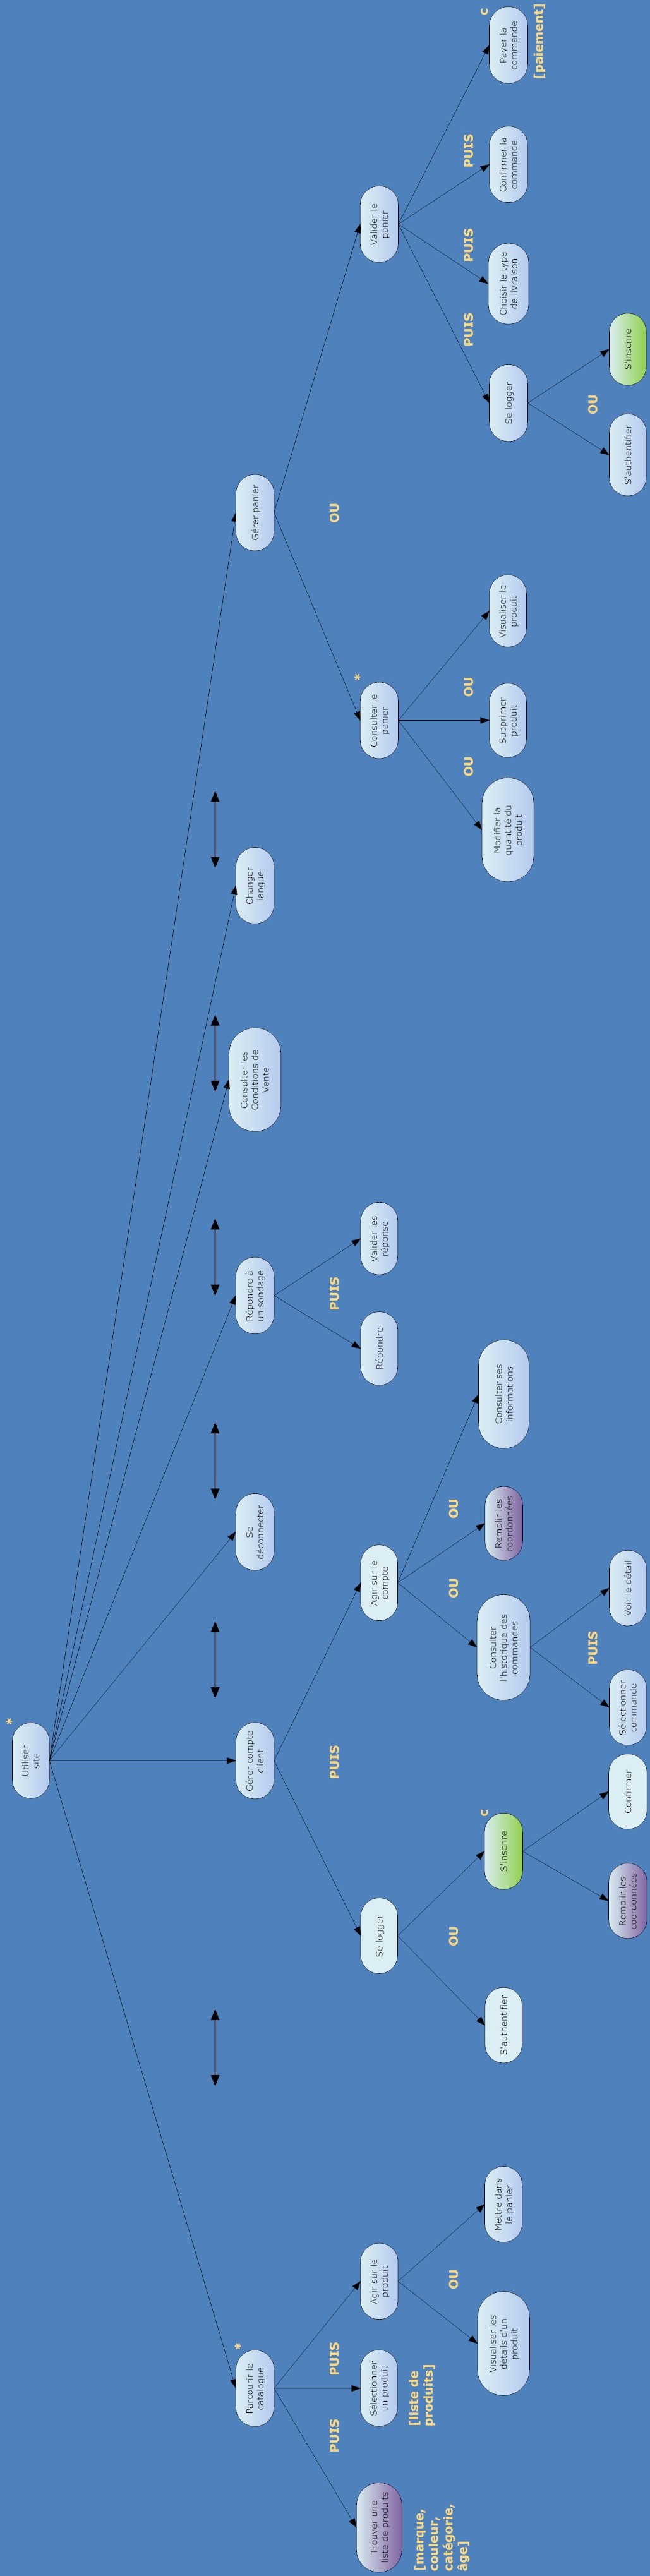 *
Utiliser
site
*
Parcourir le
catalogue
Gérer compte
client
Se
déconnecter
Répondre à
un sondage
Consulter les
Conditions de
Vente
Changer
langue
Gérer panier
PUIS
PUIS
PUIS
PUIS
OU
Trouver une
liste de produits
[marque,
couleur,
catégorie,
âge]
Sélectionner
un produit
[liste de
produits]
Agir sur le
produit
Se logger
Agir sur le
compte
Répondre
Valider les
réponse
*
Consulter le
panier
Valider le
panier
OU
OU
OU
OU
OU
OU
PUIS
PUIS
PUIS
Visualiser les
détails d'un
produit
Mettre dans
le panier
S'authentifier
c
S'inscrire
Consulter
l'historique des
commandes
Remplir les
coordonnées
Consulter ses
informations
Modifier la
quantité du
produit
Supprimer
produit
Visualiser le
produit
Se logger
Choisir le type
de livraison
Confirmer la
commande
c
Payer la
commande
[paiement]
PUIS
OU
Remplir les
coordonnées
Confirmer
Sélectionner
commande
Voir le détail
S'authentifier
S'inscrire